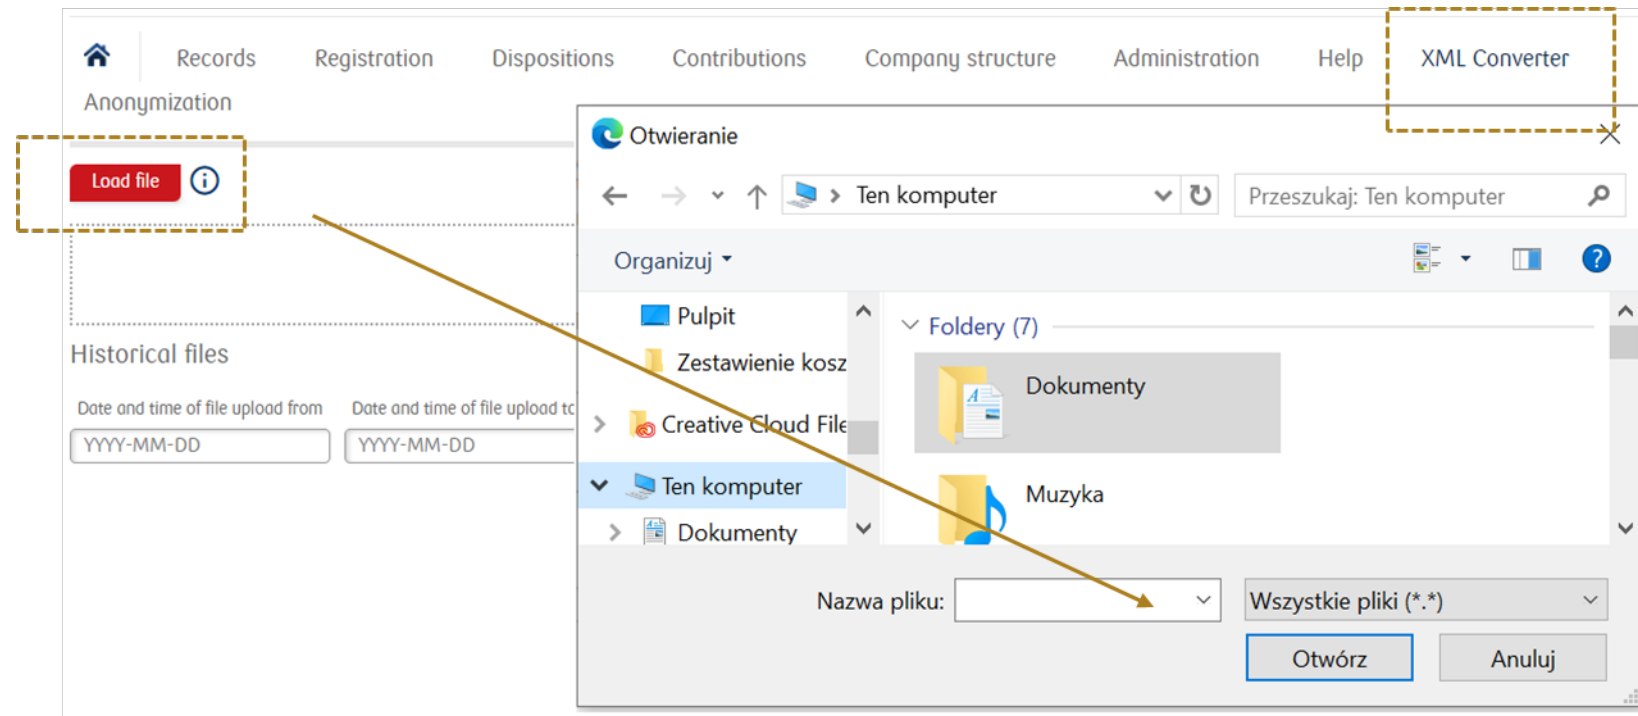 Records Registration Dispositions Contributions Company structure Administration Help XML Converter
Anonymization
Load file
Historical files
Date and time of file upload from Date and time of file upload to
YYYY-MM-DD YYYY-MM-DD
Otwieranie
Ten komputer Przeszukaj: Ten komputer
Organizuj
Pulpit
Zestawienie kosz
Creative Cloud File
Ten komputer
Dokumenty
Foldery (7)
Dokumenty
Muzyka
Nazwa pliku: Wszystkie pliki (*.*)
Otwórz Anuluj